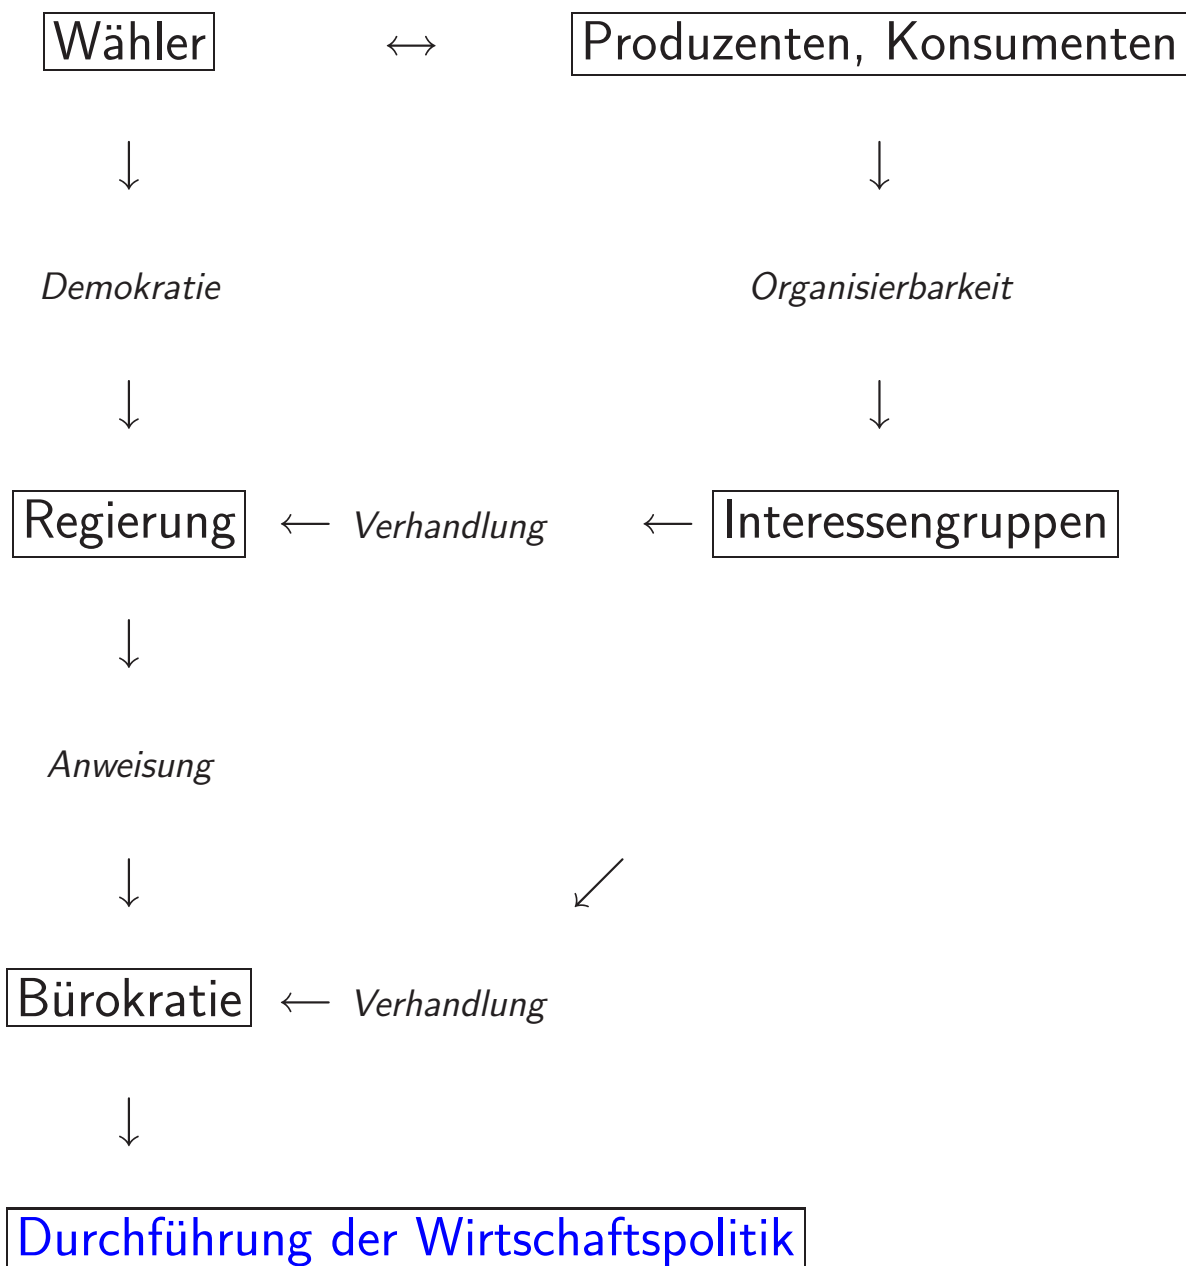 Wähler ↔ Produzenten, Konsumenten
↓ ↓
Demokratie Organisierbarkeit
↓ ↓
Regierung ← Verhandlung ← Interessengruppen
↓
Anweisung
↓ ↙
Bürokratie ← Verhandlung
↓
Durchführung der Wirtschaftspolitik